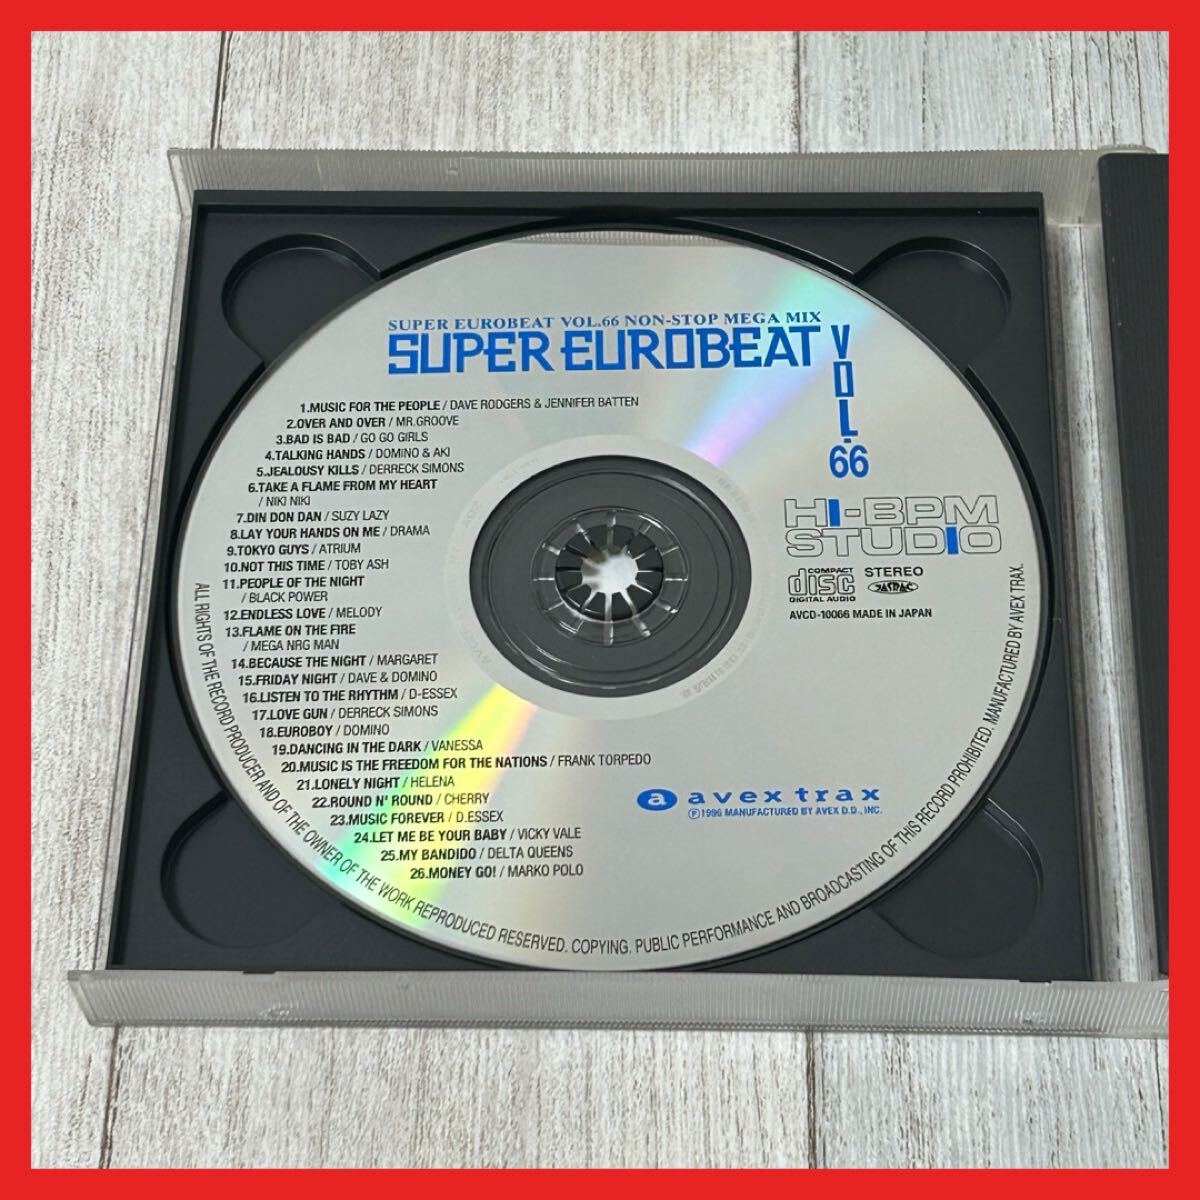 SUPER EUROBEAT VOL.66 NON-STOP MEGA MIX
SUPER EUROBEAT
VOL.66
1.MUSIC FOR THE PEOPLE / DAVE RODGERS & JENNIFER BATTEN
2.OVER AND OVER / MR.GROOVE
3.BAD IS BAD / GO GO GIRLS
4.TALKING HANDS / DOMINO & AKI
5.JEALOUSY KILLS / DERRECK SIMONS
6.TAKE A FLAME FROM MY HEART
/ NIKI NIKI
7.DIN DON DAN / SUZY LAZY
8.LAY YOUR HANDS ON ME / DRAMA
9.TOKYO GUYS / ATRIUM
10.NOT THIS TIME / TOBY ASH
11.PEOPLE OF THE NIGHT
/ BLACK POWER
12.ENDLESS LOVE / MELODY
13.FLAME ON THE FIRE
/ MEGA NRG MAN
14.BECAUSE THE NIGHT / MARGARET
15.FRIDAY NIGHT / DAVE & DOMINO
16.LISTEN TO THE RHYTHM / D-ESSEX
17.LOVE GUN / DERRECK SIMONS
18.EUROBOY / DOMINO
19.DANCING IN THE DARK / VANESSA
20.MUSIC IS THE FREEDOM FOR THE NATIONS / FRANK TORPEDO
21.LONELY NIGHT / HELENA
22.ROUND N' ROUND / CHERRY
23.MUSIC FOREVER / D.ESSEX
24.LET ME BE YOUR BABY / VICKY VALE
25.MY BANDIDO / DELTA QUEENS
26.MONEY GO! / MARKO POLO
HI-BPM
STUDIO
COMPACT
disc
DIGITAL AUDIO
STEREO
JASRAC
AVCD-10066 MADE IN JAPAN
a avex trax
Ⓟ1996 MANUFACTURED BY AVEX D.D., INC.
ALL RIGHTS OF THE RECORD PRODUCER AND OF THE OWNER OF THE WORK REPRODUCED RESERVED. COPYING, PUBLIC PERFORMANCE AND BROADCASTING OF THIS RECORD PROHIBITED. MANUFACTURED BY AVEX TRAX.